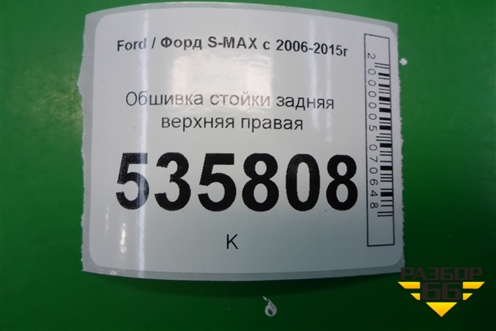 Ford / Форд S-MAX с 2006-2015г
Обшивка стойки задняя
верхняя правая
535808
К
2000005070648
РАЗБОР
66